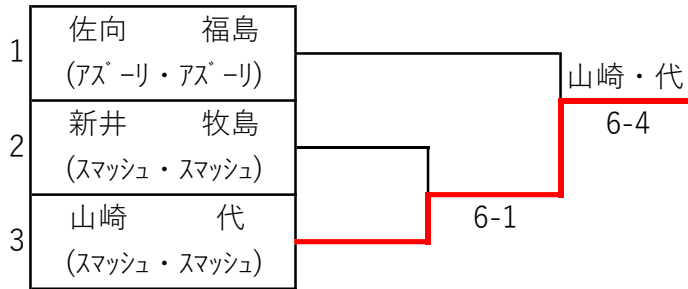 1
佐向 福島
(ｱｽﾞｰﾘ・ｱｽﾞｰﾘ)
2
新井 牧島
(ｽﾏｯｼｭ・ｽﾏｯｼｭ)
3
山崎 代
(ｽﾏｯｼｭ・ｽﾏｯｼｭ)
6-1
山崎・代
6-4